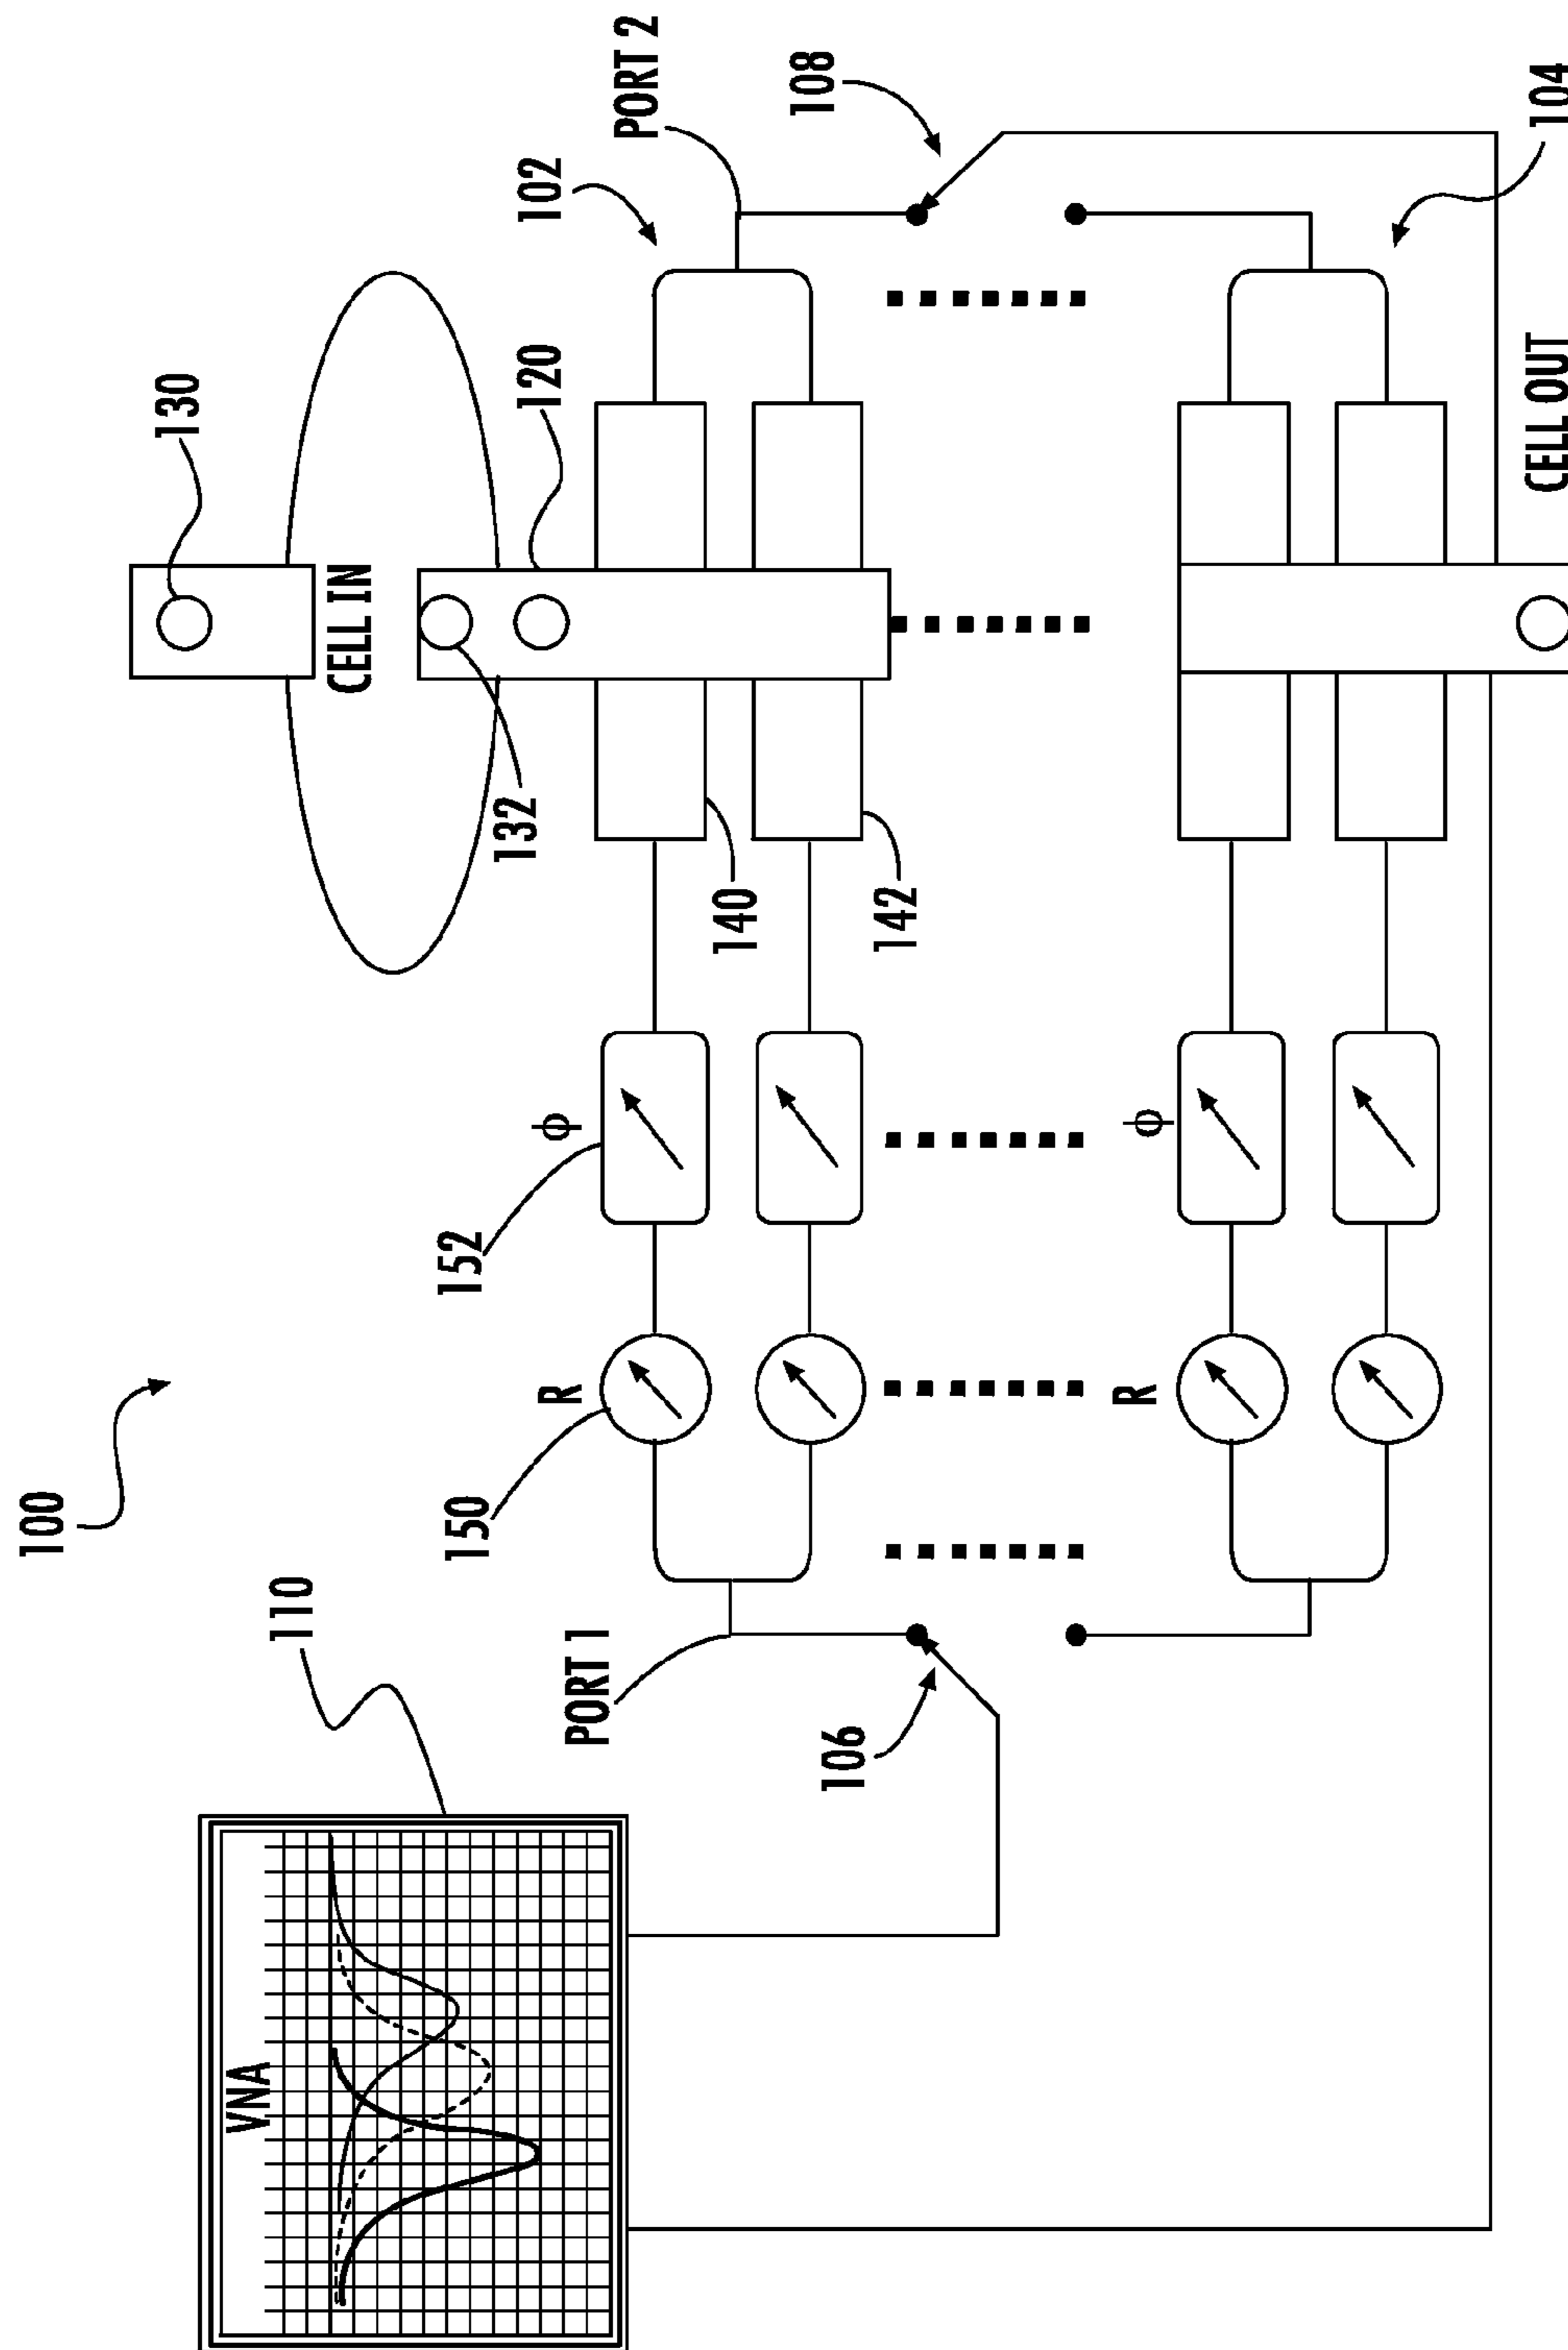 100
110
VNA
150
R
152
ϕ
130
CELL IN
132
120
102
PORT 2
108
140
142
PORT 1
106
R
ϕ
CELL OUT
104